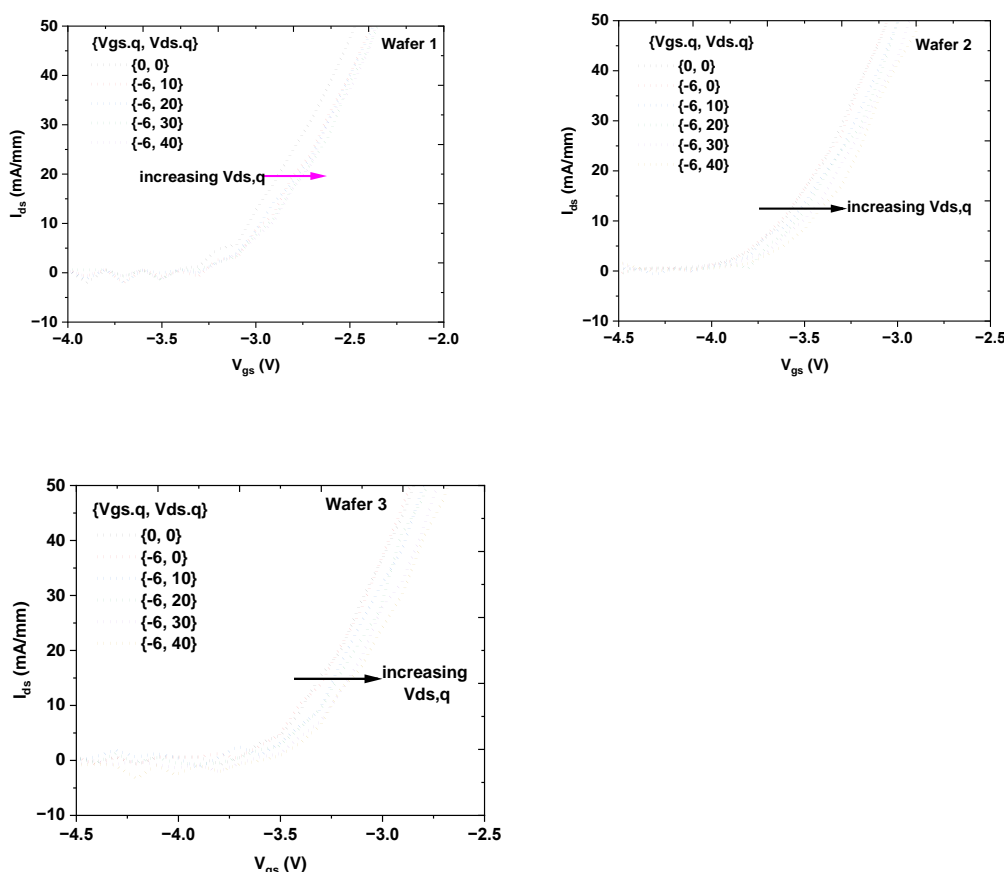 Wafer 1
{Vgs.q, Vds.q}
{0, 0}
{-6, 10}
{-6, 20}
{-6, 30}
{-6, 40}
increasing Vds,q
50
40
30
20
10
0
−10
I_ds (mA/mm)
−4.0 −3.5 −3.0 −2.5 −2.0
V_gs (V)
Wafer 2
{Vgs.q, Vds.q}
{0, 0}
{-6, 0}
{-6, 10}
{-6, 20}
{-6, 30}
{-6, 40}
increasing Vds,q
50
40
30
20
10
0
−10
I_ds (mA/mm)
−4.5 −4.0 −3.5 −3.0 −2.5
V_gs (V)
Wafer 3
{Vgs.q, Vds.q}
{0, 0}
{-6, 0}
{-6, 10}
{-6, 20}
{-6, 30}
{-6, 40}
increasing
Vds,q
50
40
30
20
10
0
−10
I_ds (mA/mm)
−4.5 −4.0 −3.5 −3.0 −2.5
V_gs (V)